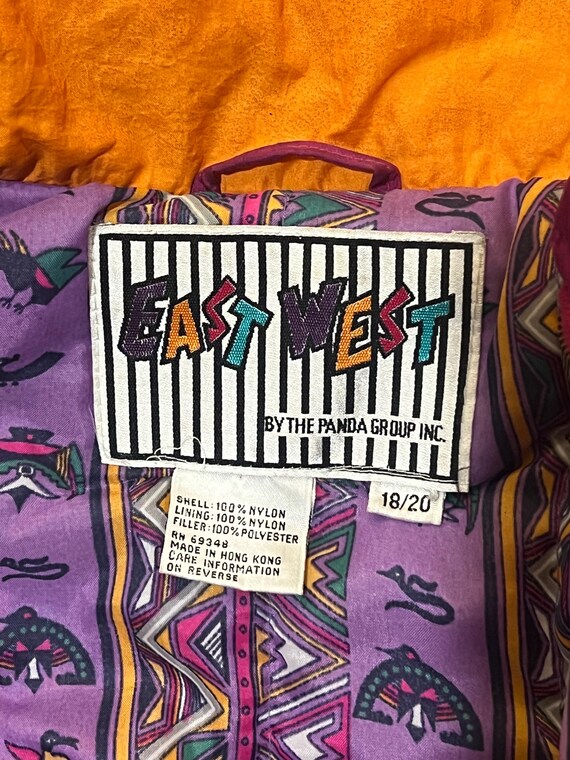 EAST WEST
BY THE PANDA GROUP INC.
18/20
SHELL: 100% NYLON
LINING: 100% NYLON
FILLER: 100% POLYESTER
RN 69348
MADE IN HONG KONG
CARE INFORMATION
ON REVERSE